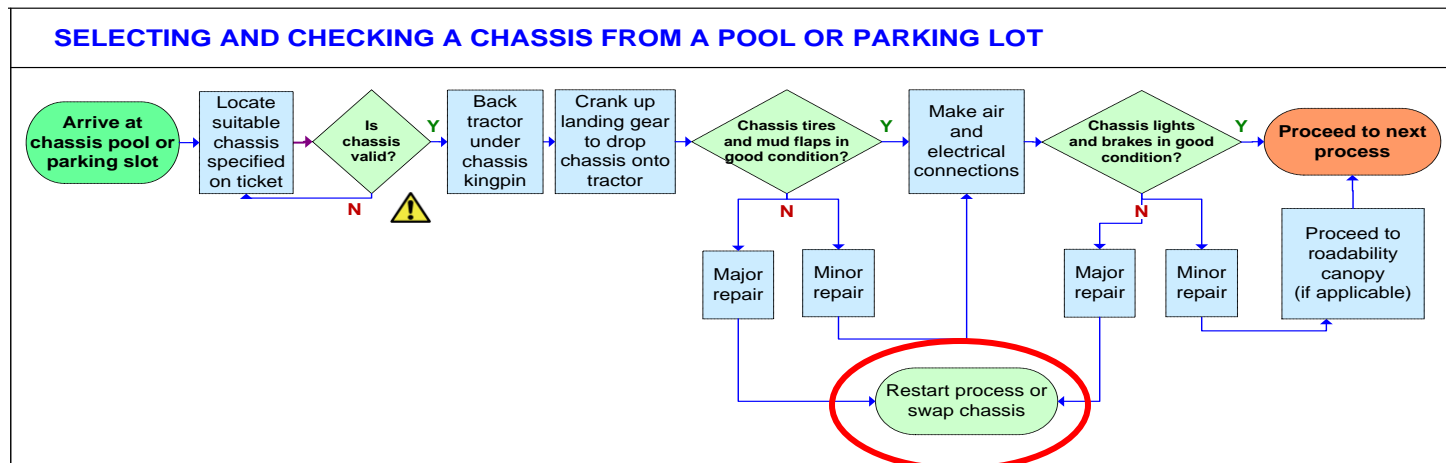 SELECTING AND CHECKING A CHASSIS FROM A POOL OR PARKING LOT
Arrive at
chassis pool or
parking slot
Locate
suitable
chassis
specified
on ticket
Is
chassis
valid?
Y
N
Back
tractor
under
chassis
kingpin
Crank up
landing gear
to drop
chassis onto
tractor
Chassis tires
and mud flaps in
good condition?
Y
N
Major
repair
Minor
repair
Make air
and
electrical
connections
Chassis lights
and brakes in good
condition?
Y
N
Major
repair
Minor
repair
Proceed to
roadability
canopy
(if applicable)
Proceed to next
process
Restart process or
swap chassis